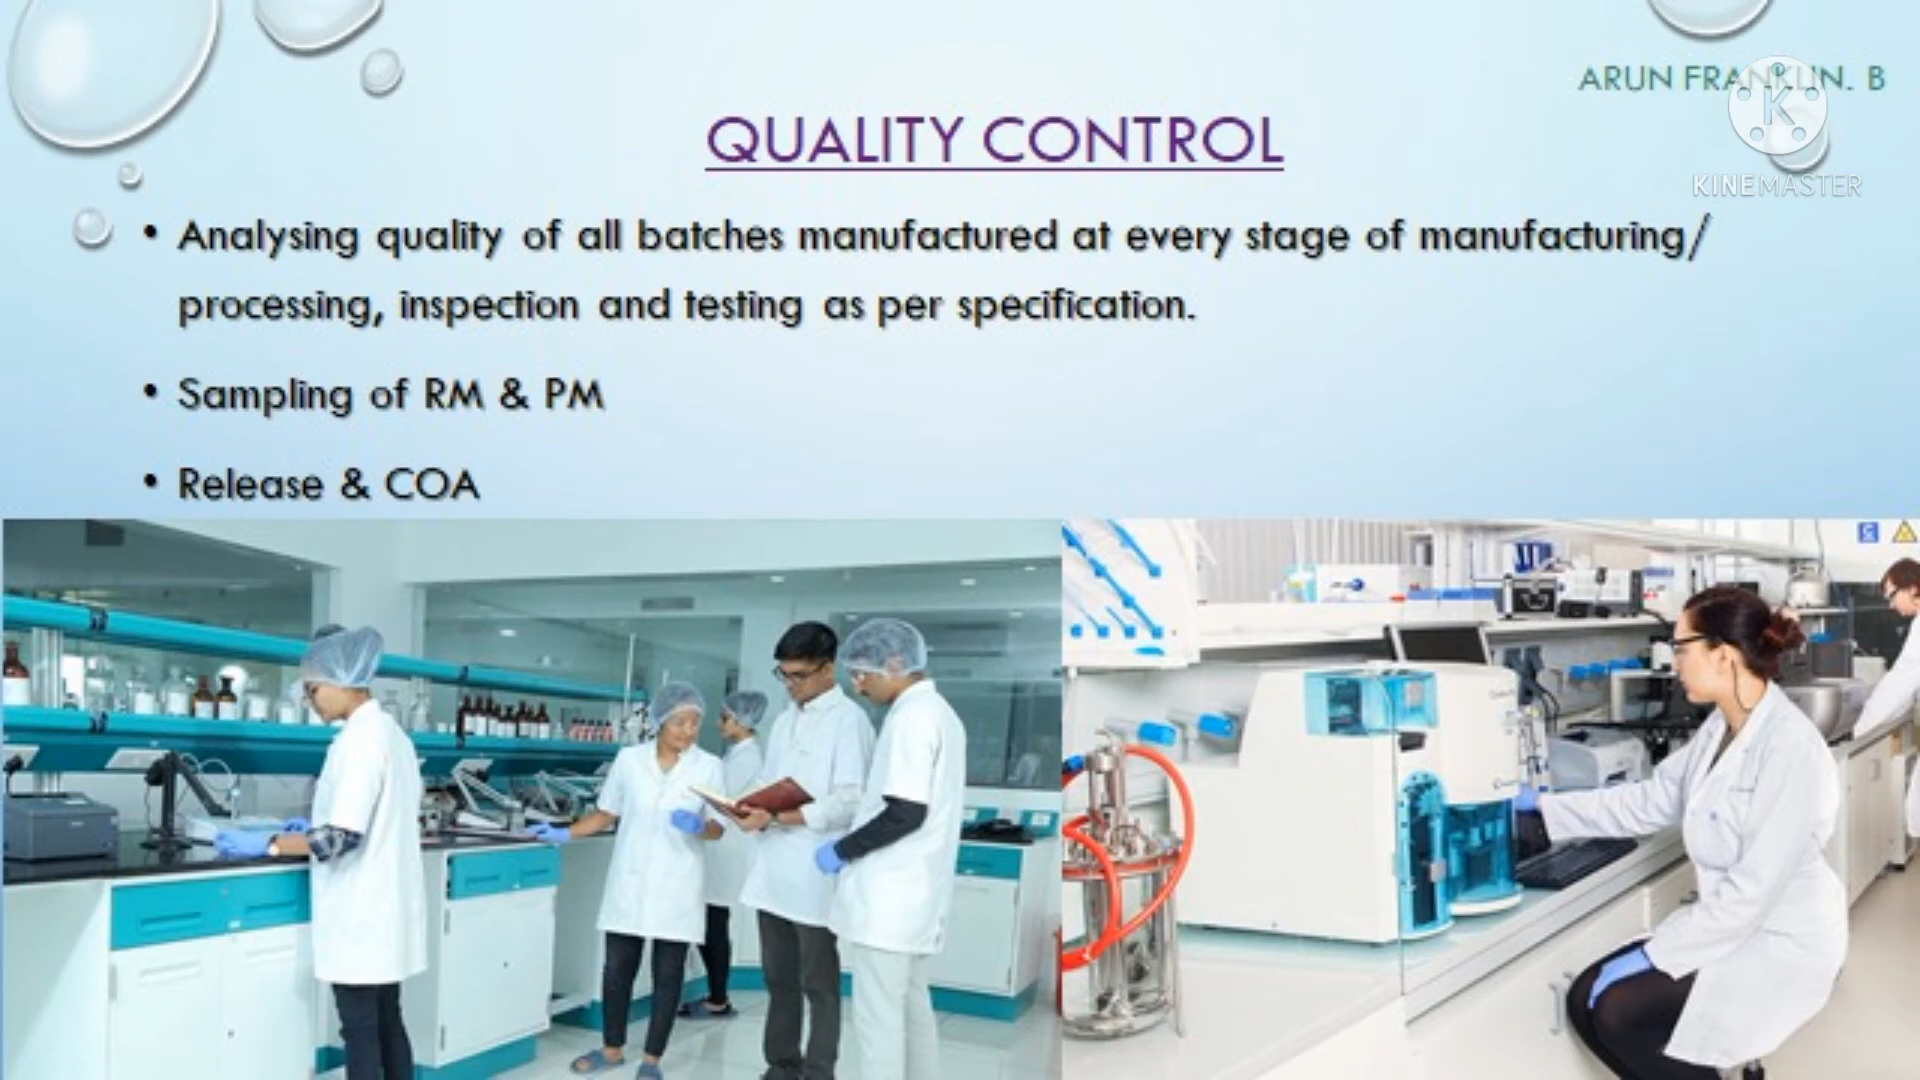 ARUN FRANKLIN. B
KINEMASTER
QUALITY CONTROL
• Analysing quality of all batches manufactured at every stage of manufacturing/
processing, inspection and testing as per specification.
• Sampling of RM & PM
• Release & COA